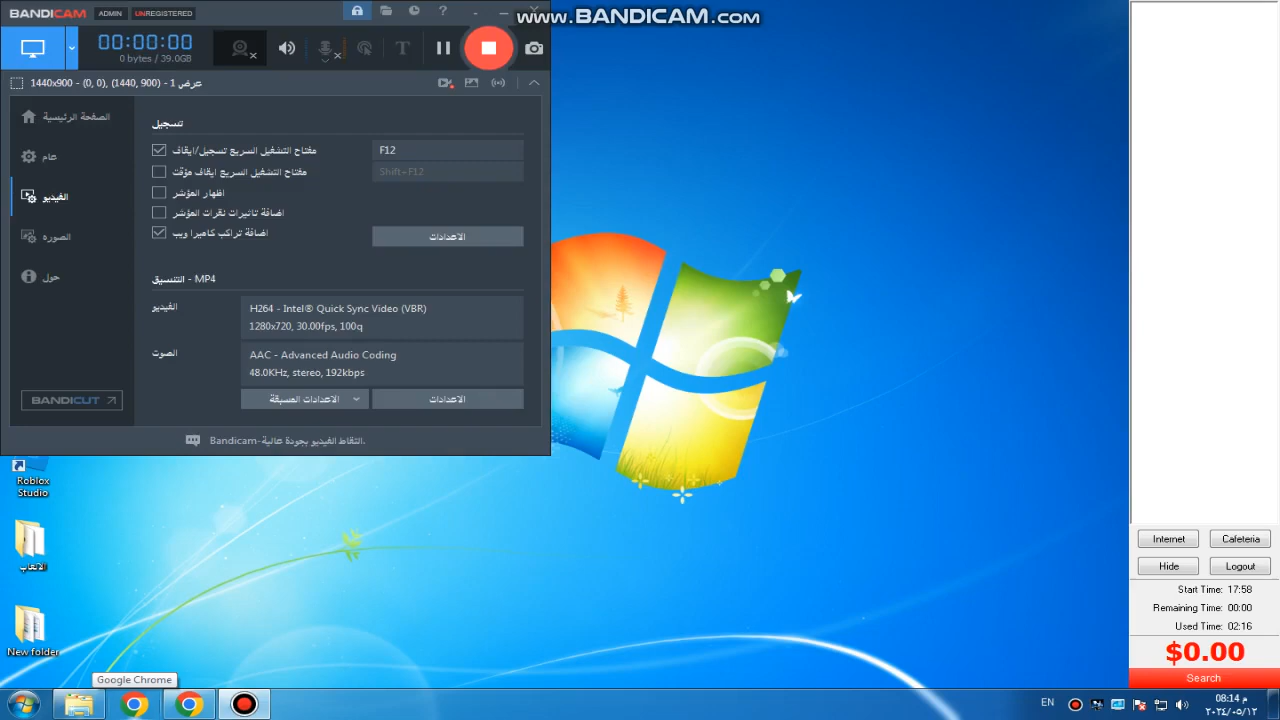 BANDICAM ADMIN UNREGISTERED
www.BANDICAM.com
00:00:00
0 bytes / 39.0GB
1440x900 - (0, 0), (1440, 900) - عرض 1
الصفحة الرئيسية
عام
الفيديو
الصوره
حول
BANDICUT
تسجيل
مفتاح التشغيل السريع تسجيل/ايقاف
F12
مفتاح التشغيل السريع ايقاف مؤقت
Shift+F12
اظهار المؤشر
اضافة تاثيرات نقرات المؤشر
اضافة تراكب كاميرا ويب
الاعدادات
التنسيق - MP4
الفيديو
H264 - Intel® Quick Sync Video (VBR)
1280x720, 30.00fps, 100q
الصوت
AAC - Advanced Audio Coding
48.0KHz, stereo, 192kbps
الاعدادات المسبقة
الاعدادات
Bandicam-التقاط الفيديو بجودة عالية.
Roblox
Studio
الالعاب
New folder
Google Chrome
Internet
Cafeteria
Hide
Logout
Start Time: 17:58
Remaining Time: 00:00
Used Time: 02:16
$0.00
Search
EN
08:14 م
٢٠٢٤/٠٥/١٢